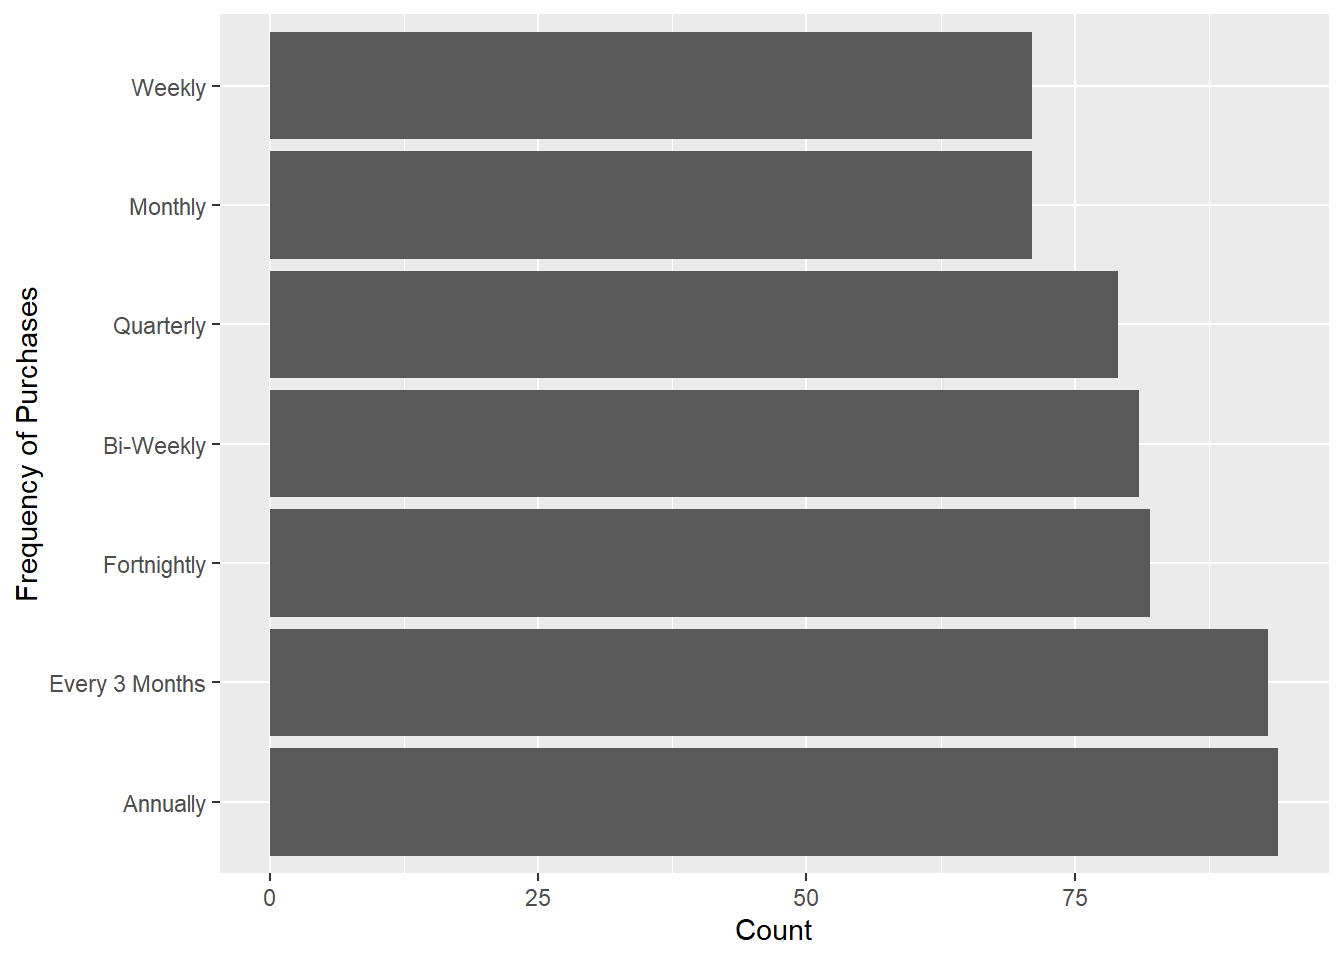 Frequency of Purchases
Weekly
Monthly
Quarterly
Bi-Weekly
Fortnightly
Every 3 Months
Annually
0 25 50 75
Count